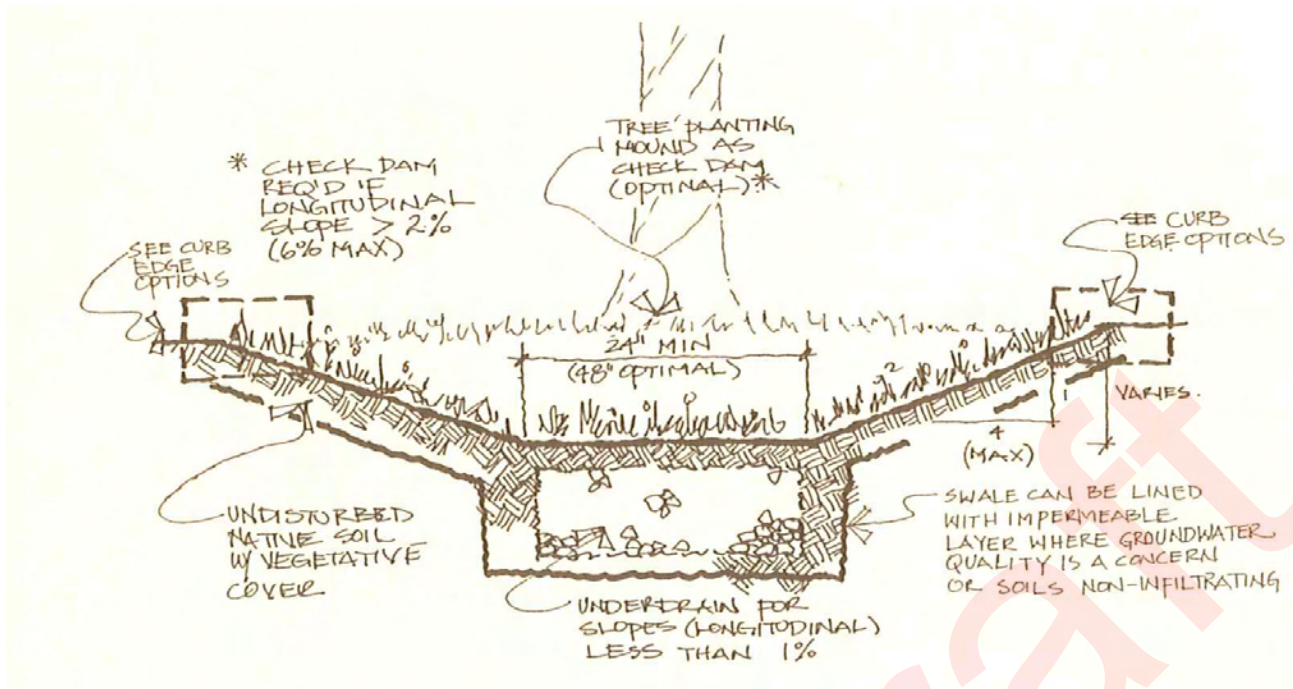 TREE PLANTING
MOUND AS
CHECK DAM
(OPTINAL)*
* CHECK DAM
REQ'D IF
LONGITUDINAL
SLOPE > 2%
(6% MAX)
SEE CURB
EDGE OPTIONS
SEE CURB
EDGE
OPTIONS
24" MIN
(48" OPTIMAL)
VARIES.
1
4
(MAX)
UNDISTURBED
NATIVE SOIL
W/ VEGETATIVE
COVER
SWALE CAN BE LINED
WITH IMPERMEABLE
LAYER WHERE GROUNDWATER
QUALITY IS A CONCERN
OR SOILS NON-INFILTRATING
UNDERDRAIN FOR
SLOPES (LONGITUDINAL)
LESS THAN 1%